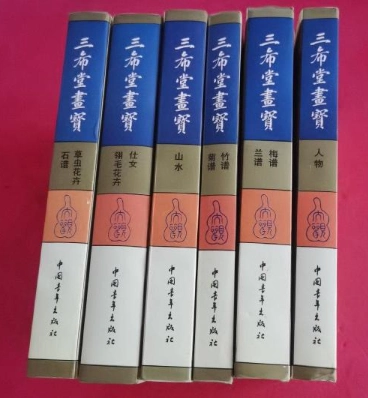 三希堂畫寶
草虫花卉
石谱
中国青年出版社
三希堂畫寶
仕女
翎毛花卉
中国青年出版社
三希堂畫寶
山水
中国青年出版社
三希堂畫寶
竹谱
菊谱
中国青年出版社
三希堂畫寶
梅谱
兰谱
中国青年出版社
三希堂畫寶
人物
中国青年出版社